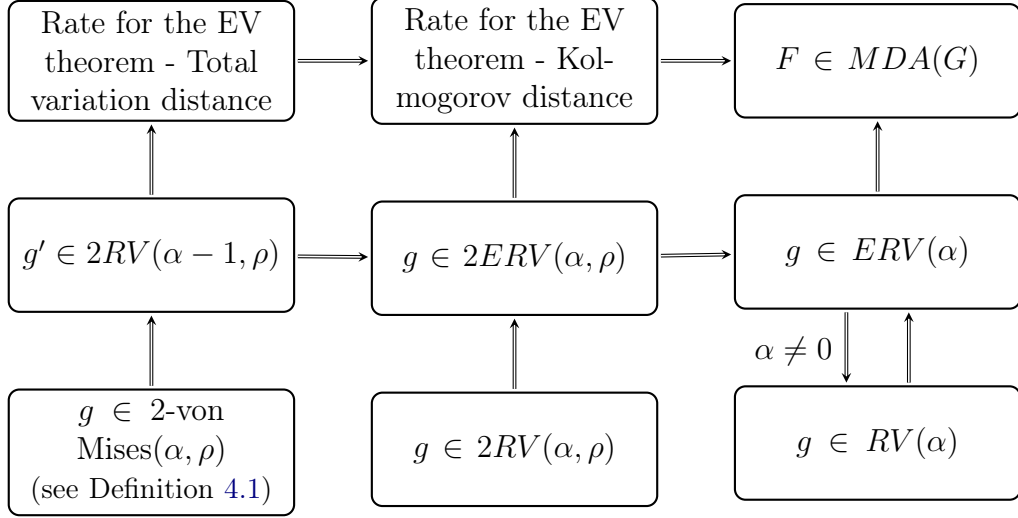 Rate for the EV
theorem - Total
variation distance
Rate for the EV
theorem - Kol-
mogorov distance
F ∈ MDA(G)
g′ ∈ 2RV(α − 1, ρ)
g ∈ 2ERV(α, ρ)
g ∈ ERV(α)
α ≠ 0
g ∈ 2-von
Mises(α, ρ)
(see Definition 4.1)
g ∈ 2RV(α, ρ)
g ∈ RV(α)